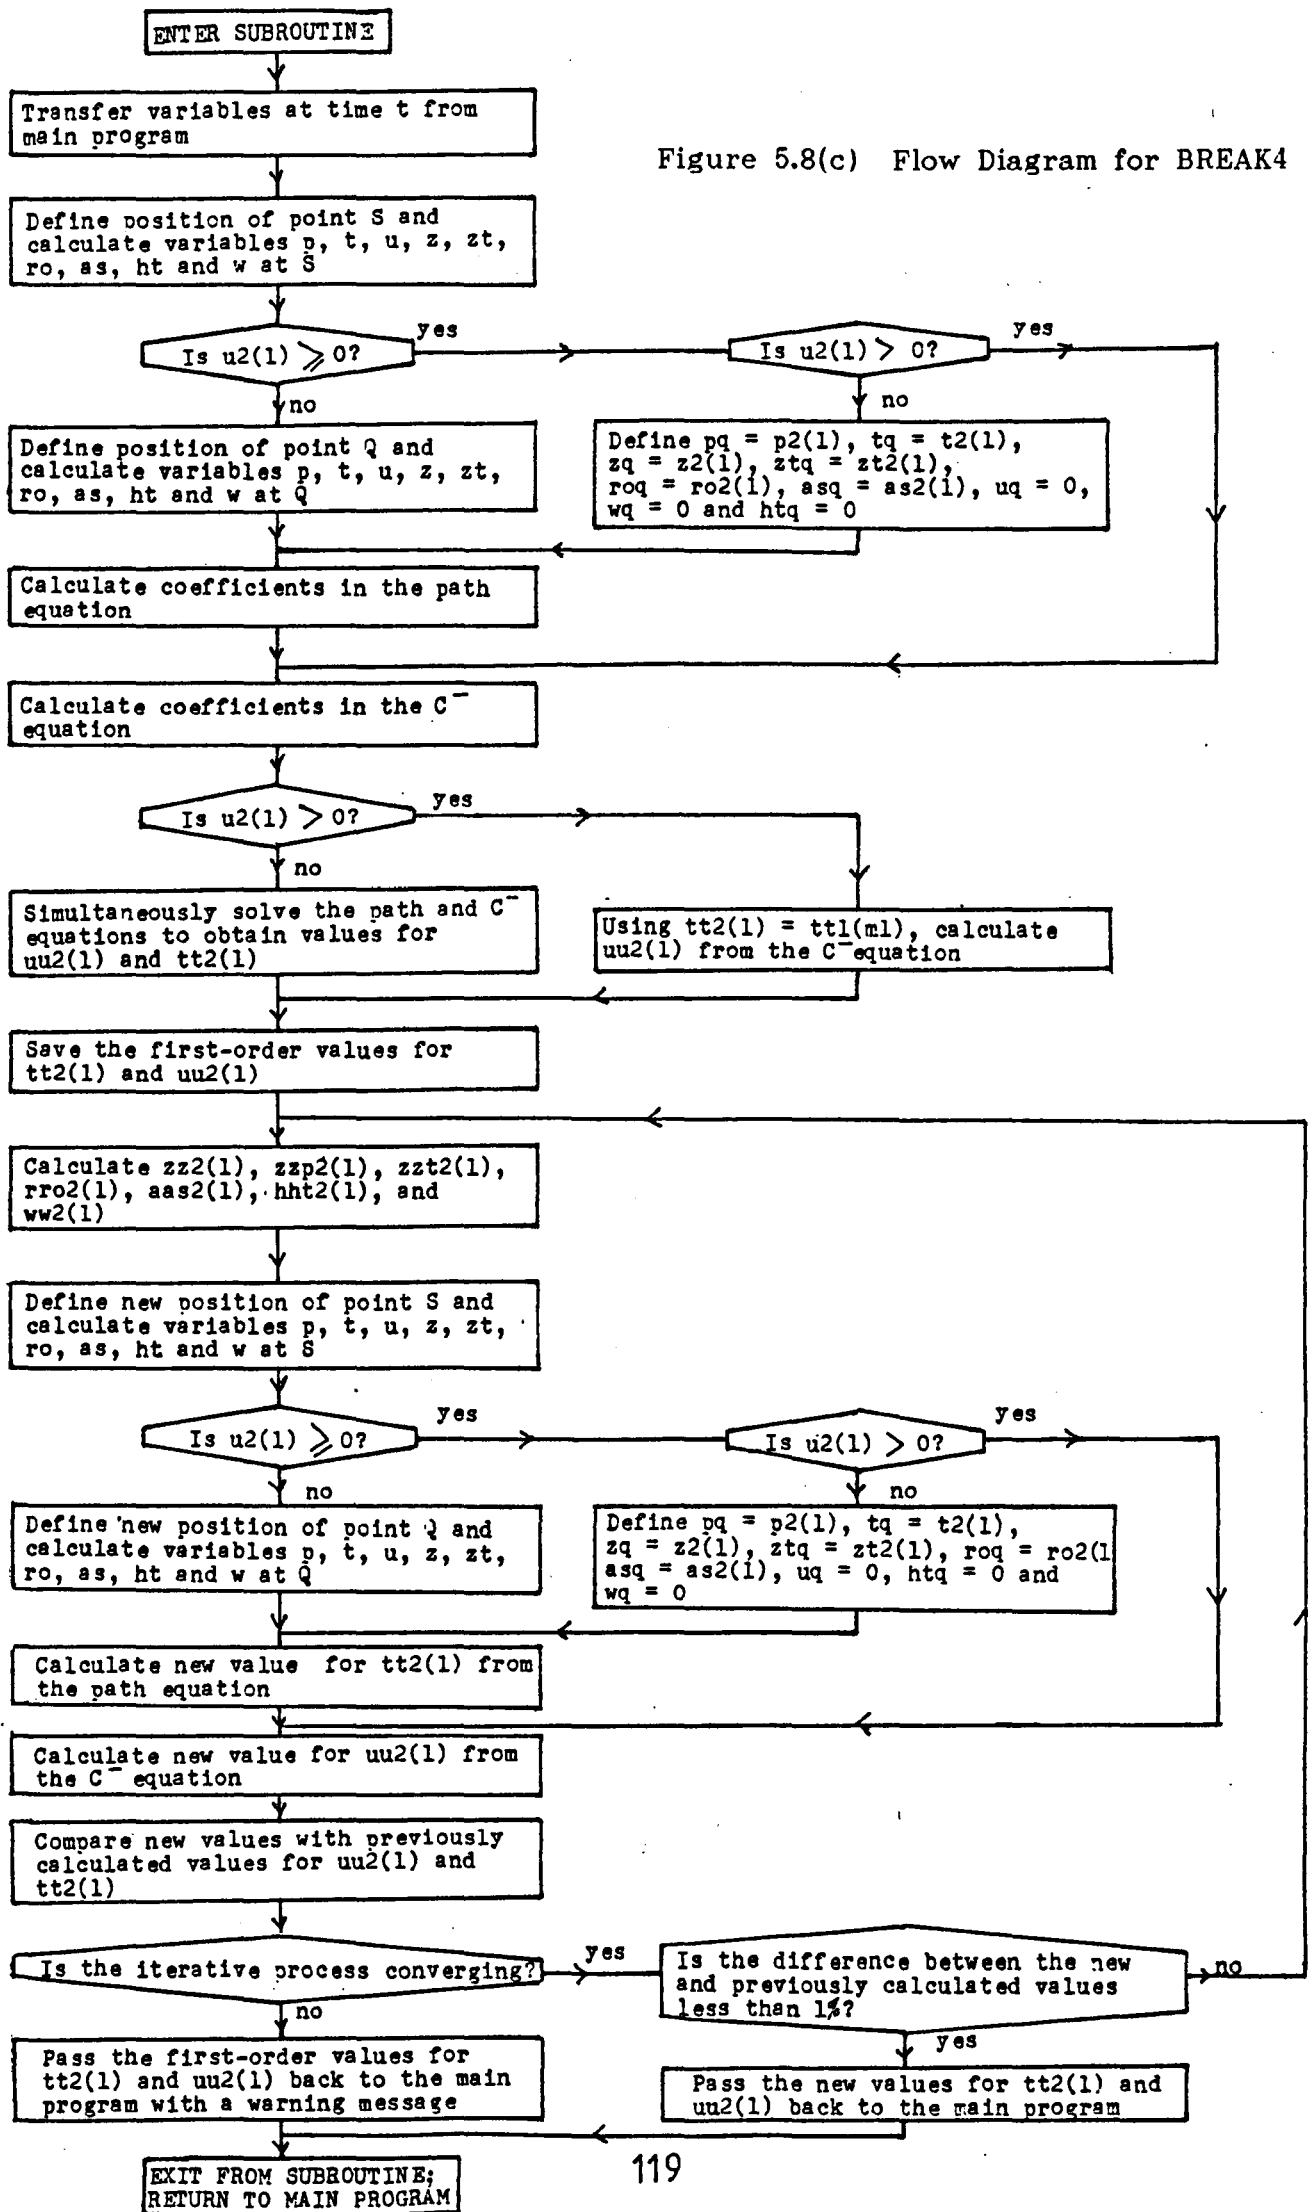 ENTER SUBROUTINE
Transfer variables at time t from
main program
Figure 5.8(c) Flow Diagram for BREAK4
Define position of point S and
calculate variables p, t, u, z, zt,
ro, as, ht and w at S
Is u2(1) ⩾ 0?
yes
Is u2(1) > 0?
yes
no
no
Define position of point Q and
calculate variables p, t, u, z, zt,
ro, as, ht and w at Q
Define pq = p2(1), tq = t2(1),
zq = z2(1), ztq = zt2(1),
roq = ro2(1), asq = as2(1), uq = 0,
wq = 0 and htq = 0
Calculate coefficients in the path
equation
Calculate coefficients in the C⁻
equation
Is u2(1) > 0?
yes
no
Simultaneously solve the path and C⁻
equations to obtain values for
uu2(1) and tt2(1)
Using tt2(1) = tt1(m1), calculate
uu2(1) from the C⁻equation
Save the first-order values for
tt2(1) and uu2(1)
Calculate zz2(1), zzp2(1), zzt2(1),
rro2(1), aas2(1), hht2(1), and
ww2(1)
Define new position of point S and
calculate variables p, t, u, z, zt,
ro, as, ht and w at S
Is u2(1) ⩾ 0?
yes
Is u2(1) > 0?
yes
no
no
Define new position of point Q and
calculate variables p, t, u, z, zt,
ro, as, ht and w at Q
Define pq = p2(1), tq = t2(1),
zq = z2(1), ztq = zt2(1), roq = ro2(1
asq = as2(1), uq = 0, htq = 0 and
wq = 0
Calculate new value for tt2(1) from
the path equation
Calculate new value for uu2(1) from
the C⁻ equation
Compare new values with previously
calculated values for uu2(1) and
tt2(1)
Is the iterative process converging?
yes
Is the difference between the new
and previously calculated values
less than 1%?
no
no
yes
Pass the first-order values for
tt2(1) and uu2(1) back to the main
program with a warning message
Pass the new values for tt2(1) and
uu2(1) back to the main program
EXIT FROM SUBROUTINE;
RETURN TO MAIN PROGRAM
119